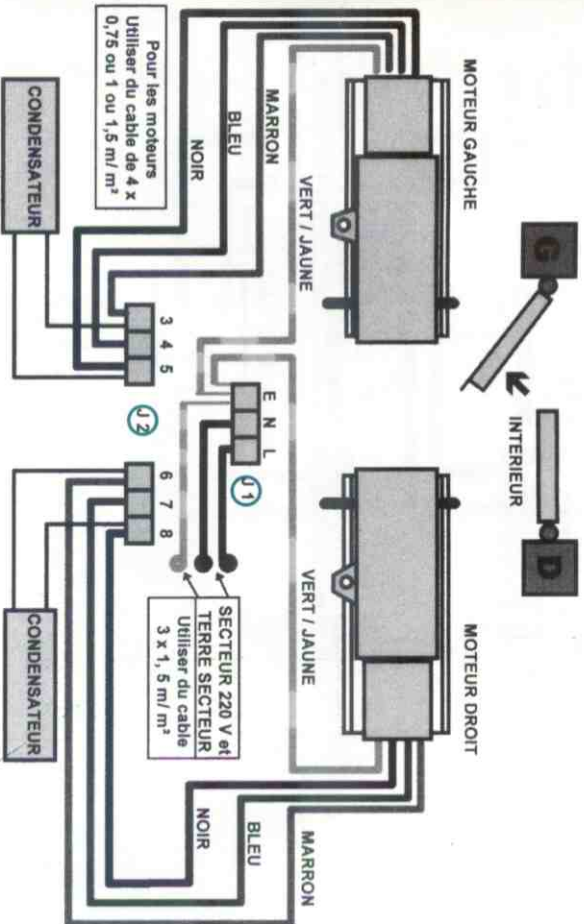 G
D
INTERIEUR
MOTEUR GAUCHE
MOTEUR DROIT
VERT / JAUNE
VERT / JAUNE
MARRON
BLEU
NOIR
Pour les moteurs
Utiliser du cable de 4 x
0,75 ou 1 ou 1,5 m/ m²
CONDENSATEUR
3 4 5
J 2
E N L
J 1
6 7 8
SECTEUR 220 V et
TERRE SECTEUR
Utiliser du cable
3 x 1, 5 m/ m²
MARRON
BLEU
NOIR
CONDENSATEUR